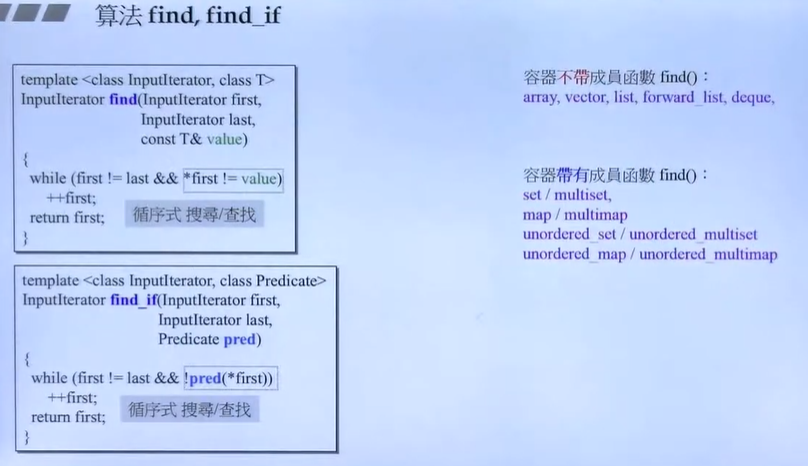 算法 find, find_if
template <class InputIterator, class T>
InputIterator find(InputIterator first,
InputIterator last,
const T& value)
{
while (first != last && *first != value)
++first;
return first;
循序式 搜尋/查找
}
template <class InputIterator, class Predicate>
InputIterator find_if(InputIterator first,
InputIterator last,
Predicate pred)
{
while (first != last && !pred(*first))
++first;
return first;
循序式 搜尋/查找
}
容器不帶成員函數 find()：
array, vector, list, forward_list, deque,
容器帶有成員函數 find()：
set / multiset,
map / multimap
unordered_set / unordered_multiset
unordered_map / unordered_multimap